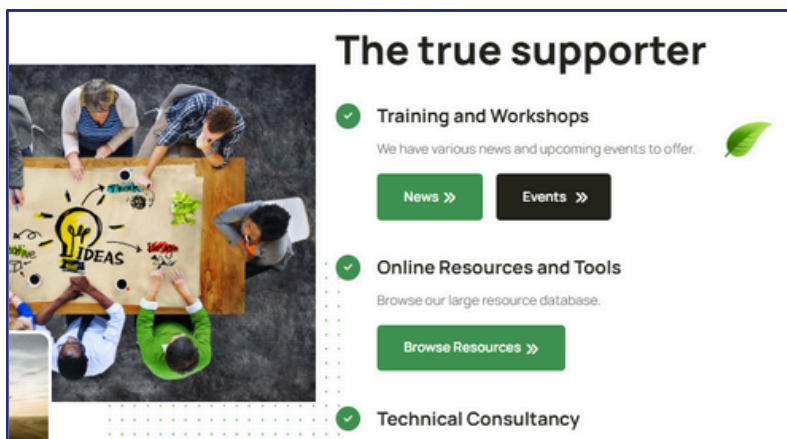 The true supporter
Training and Workshops
We have various news and upcoming events to offer.
News »
Events »
IDEAS
Online Resources and Tools
Browse our large resource database.
Browse Resources »
Technical Consultancy